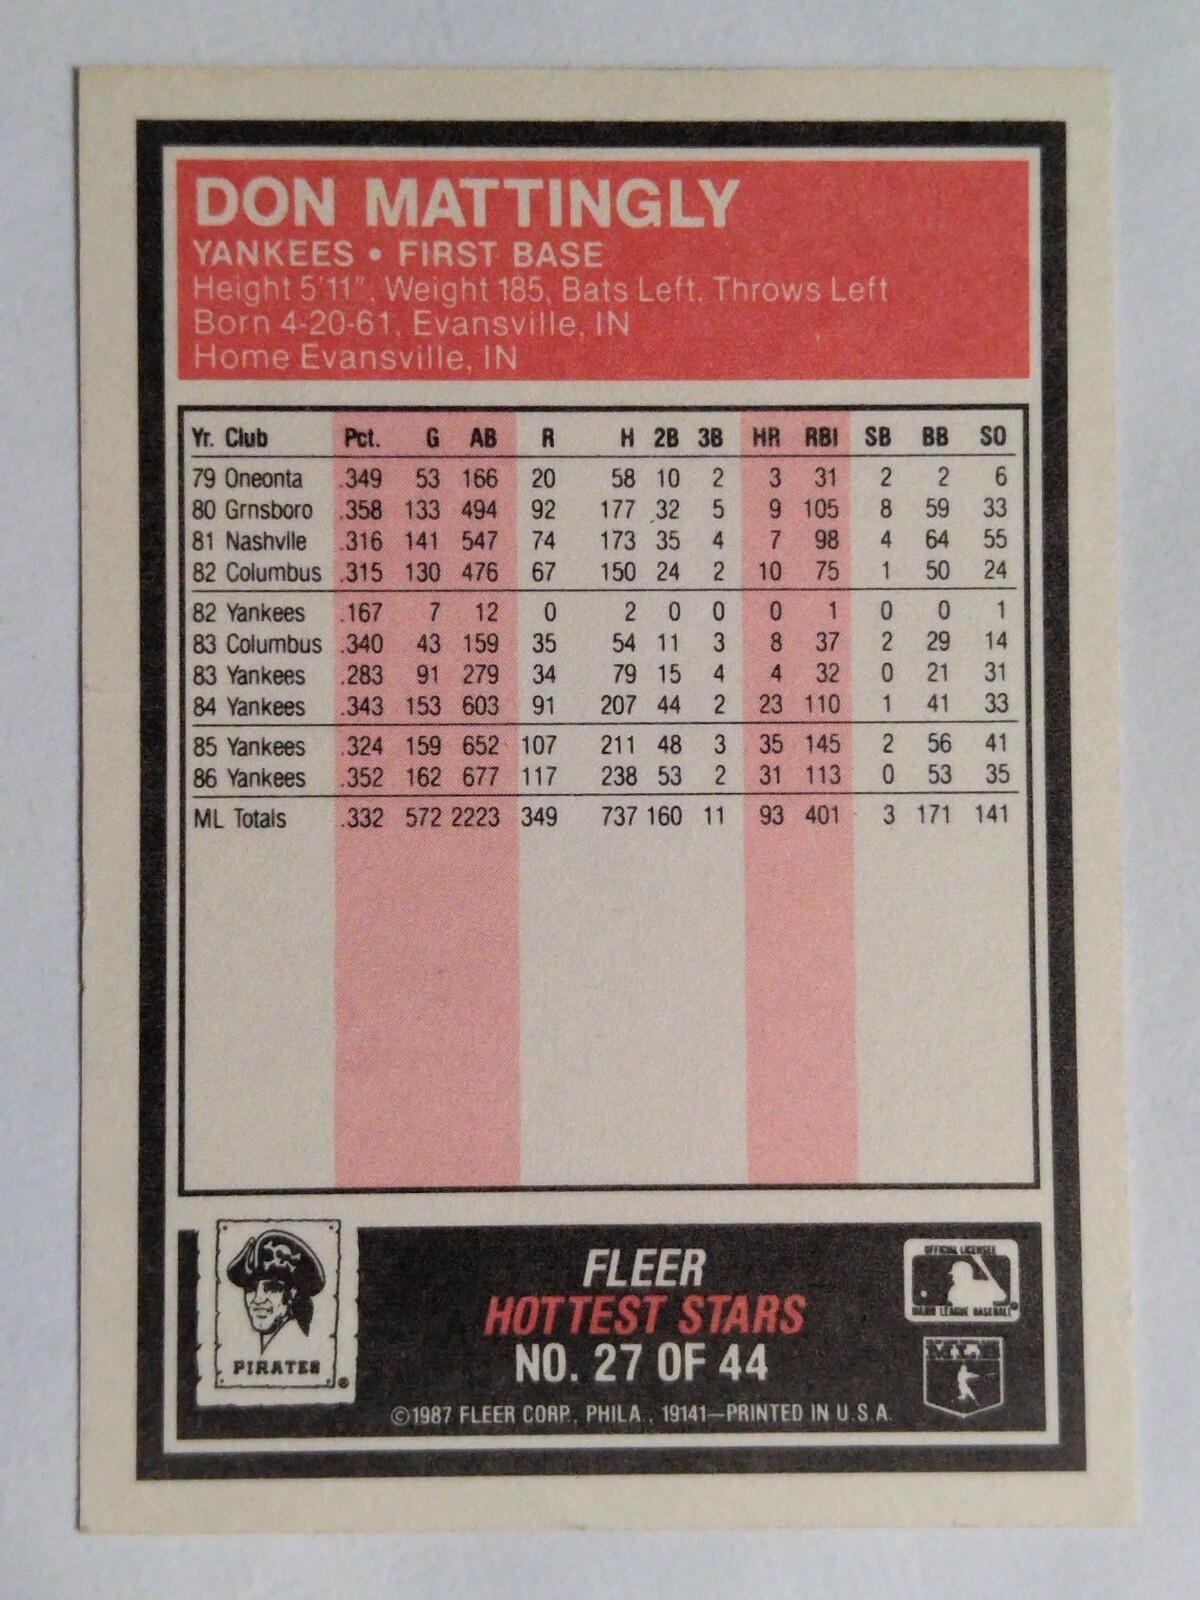 DON MATTINGLY
YANKEES • FIRST BASE
Height 5'11", Weight 185, Bats Left, Throws Left
Born 4-20-61, Evansville, IN
Home Evansville, IN
Yr. Club Pct. G AB R H 2B 3B HR RBI SB BB SO
79 Oneonta .349 53 166 20 58 10 2 3 31 2 2 6
80 Grnsboro .358 133 494 92 177 32 5 9 105 8 59 33
81 Nashvlle .316 141 547 74 173 35 4 7 98 4 64 55
82 Columbus .315 130 476 67 150 24 2 10 75 1 50 24
82 Yankees .167 7 12 0 2 0 0 0 1 0 0 1
83 Columbus .340 43 159 35 54 11 3 8 37 2 29 14
83 Yankees .283 91 279 34 79 15 4 4 32 0 21 31
84 Yankees .343 153 603 91 207 44 2 23 110 1 41 33
85 Yankees .324 159 652 107 211 48 3 35 145 2 56 41
86 Yankees .352 162 677 117 238 53 2 31 113 0 53 35
ML Totals .332 572 2223 349 737 160 11 93 401 3 171 141
PIRATES ®
FLEER
HOTTEST STARS
NO. 27 OF 44
©1987 FLEER CORP., PHILA., 19141—PRINTED IN U.S.A.
OFFICIAL LICENSEE
MAJOR LEAGUE BASEBALL®
MLB